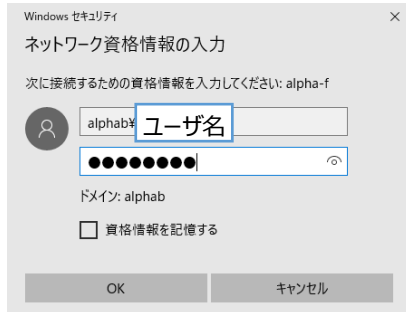 Windows セキュリティ
ネットワーク資格情報の入力
次に接続するための資格情報を入力してください: alpha-f
alphab¥ ユーザ名
●●●●●●●●
ドメイン: alphab
資格情報を記憶する
OK キャンセル